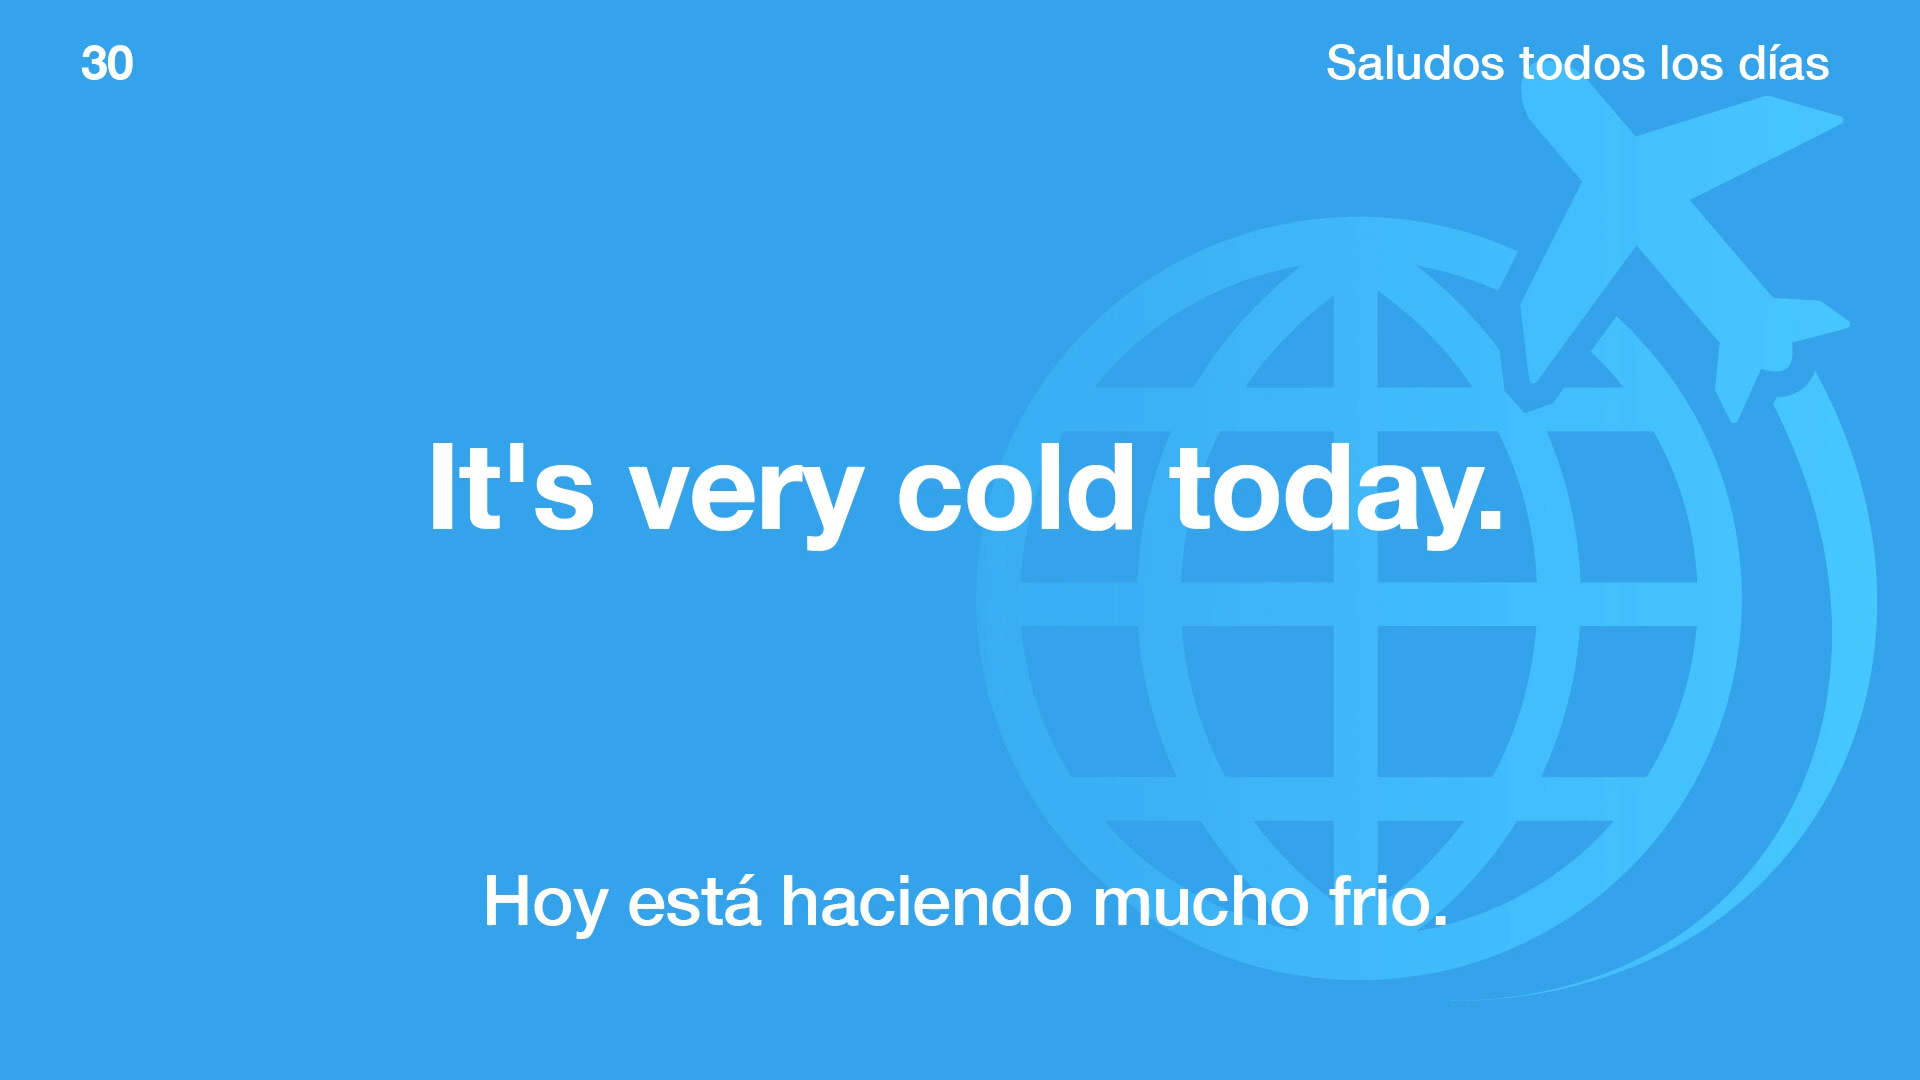 30
Saludos todos los días
It's very cold today.
Hoy está haciendo mucho frio.